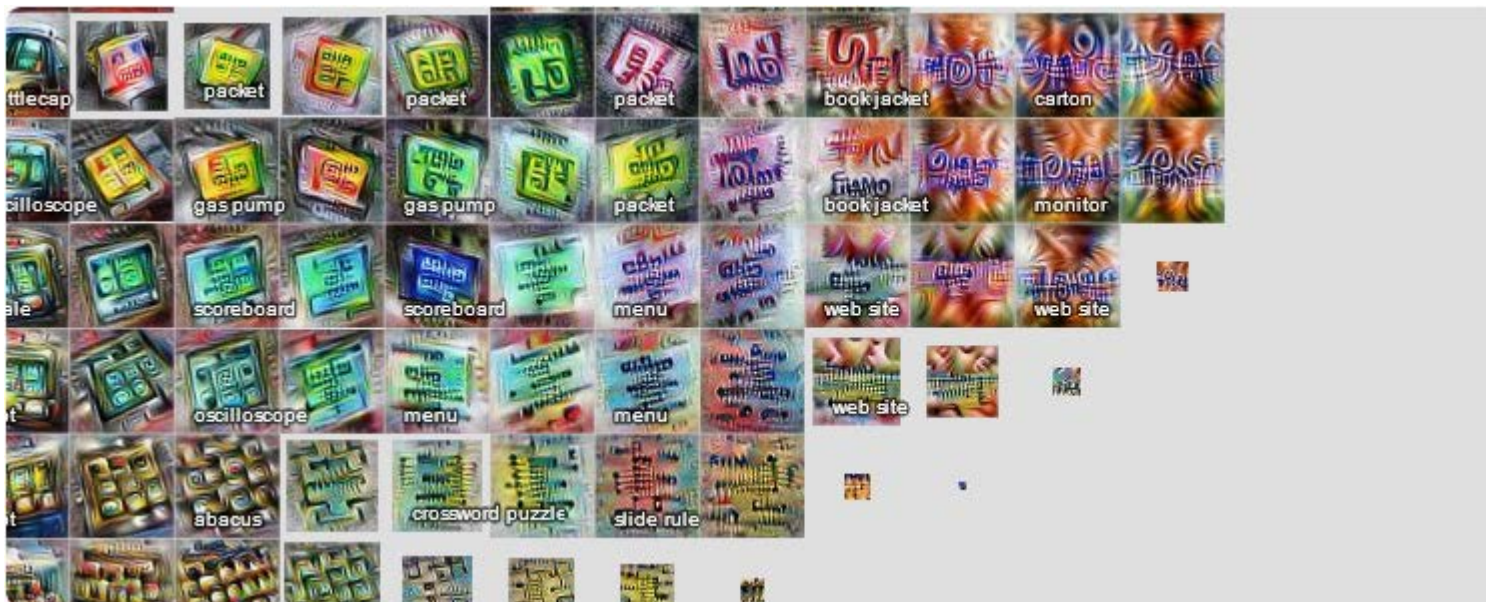 ttlecap packet packet packet book jacket carton
cilloscope gas pump gas pump packet book jacket monitor
ale scoreboard scoreboard menu web site web site
oscilloscope menu menu web site
abacus crossword puzzle slide rule